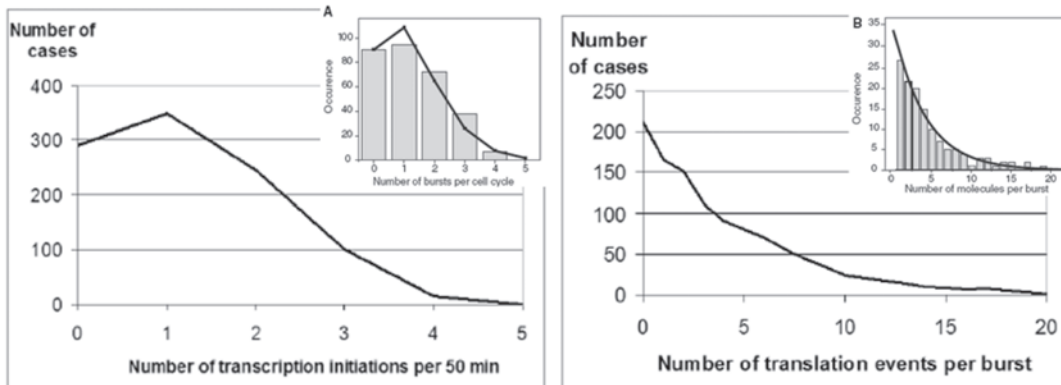 Number of
cases
400
300
200
100
0
0 1 2 3 4 5
Number of transcription initiations per 50 min
A
Occurence
100
80
60
40
20
0
0 1 2 3 4 5
Number of bursts per cell cycle
Number
of cases
250
200
150
100
50
0
0 5 10 15 20
Number of translation events per burst
B
Occurence
35
30
25
20
15
10
5
0
0 5 10 15 20
Number of molecules per burst